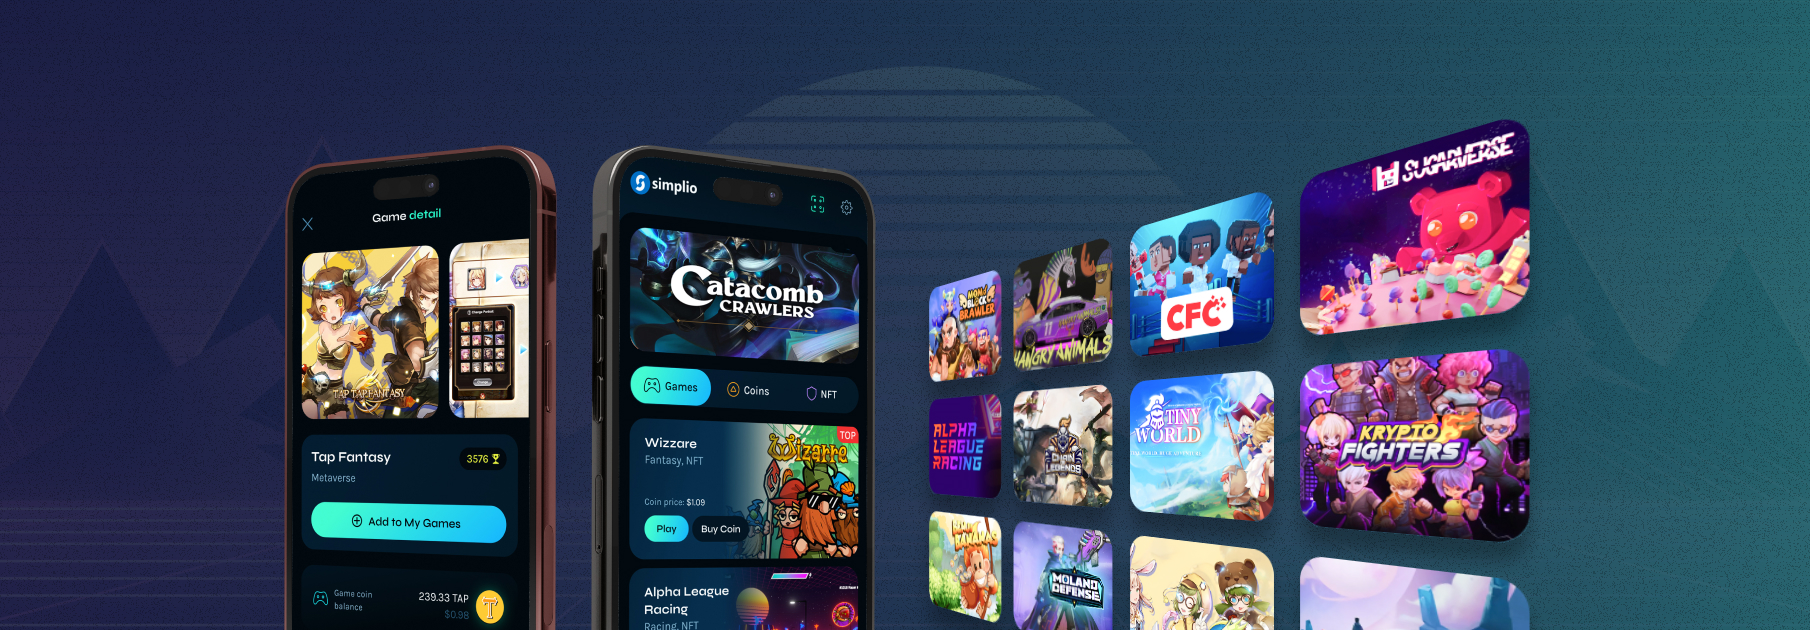 Game detail
TAP TAP FANTASY
Tap Fantasy
3576
Metaverse
Add to My Games
Game coin
balance
239.33 TAP
$0.98
simplio
Catacomb
CRAWLERS
Games
Coins
NFT
Wizzare
Fantasy, NFT
TOP
Wizarre
Coin price: $1.09
Play
Buy Coin
Alpha League
Racing
Racing, NFT
BLOCK
BRAWLER
HANGRY ANIMALS
CFC
SUGARVERSE
ALPHA
LEAGUE
RACING
CHAIN
LEGENDS
TINY
WORLD
KRYPTO
FIGHTERS
BANANAS
MOLAND
DEFENSE